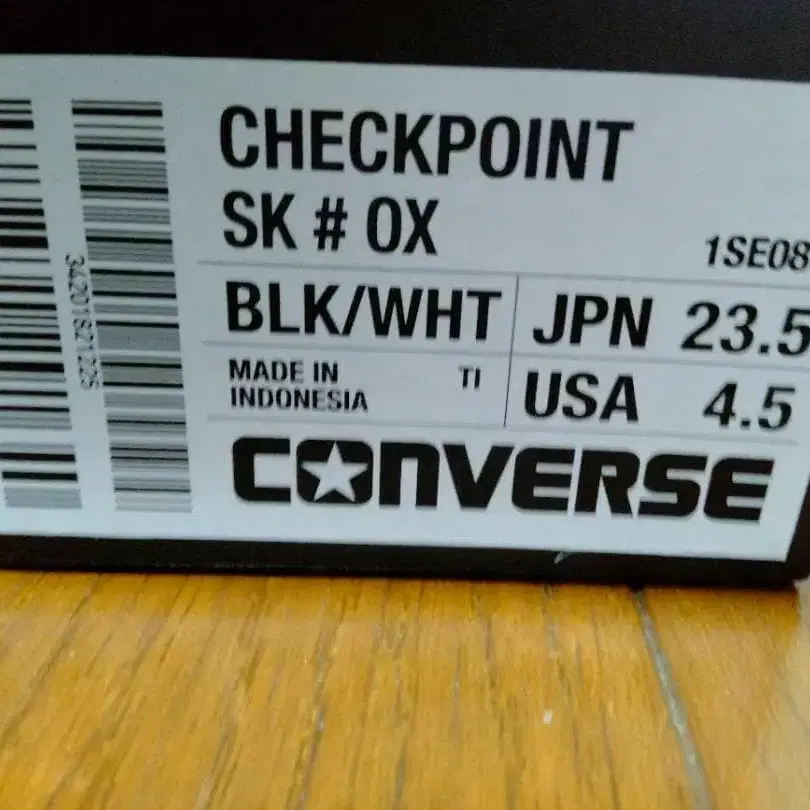 CHECKPOINT
SK # OX
1SE08
BLK/WHT
JPN 23.5
MADE IN
INDONESIA
TI
USA 4.5
CONVERSE